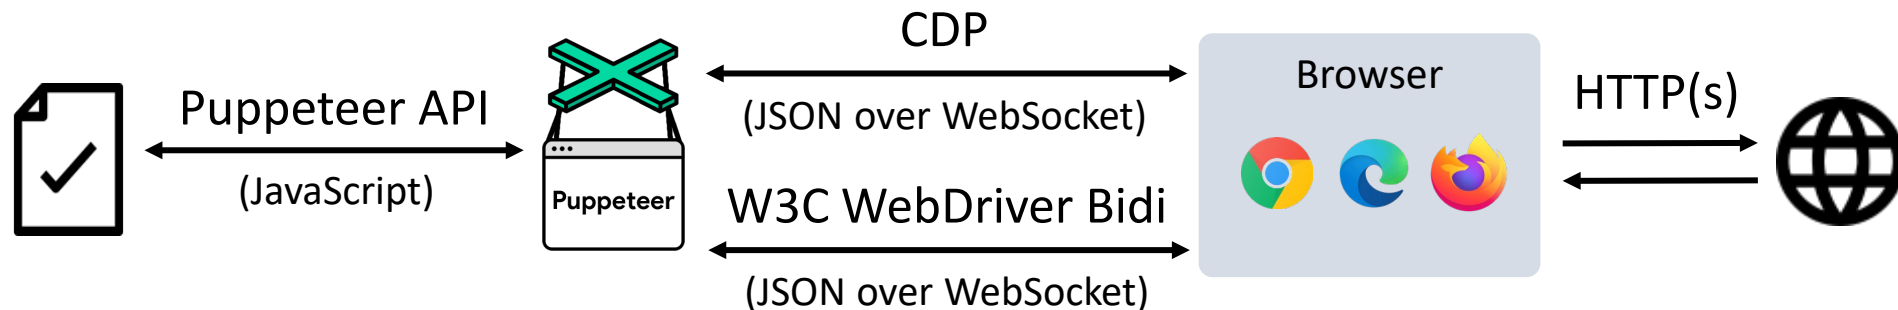 Puppeteer API
(JavaScript)
Puppeteer
CDP
(JSON over WebSocket)
W3C WebDriver Bidi
(JSON over WebSocket)
Browser
HTTP(s)